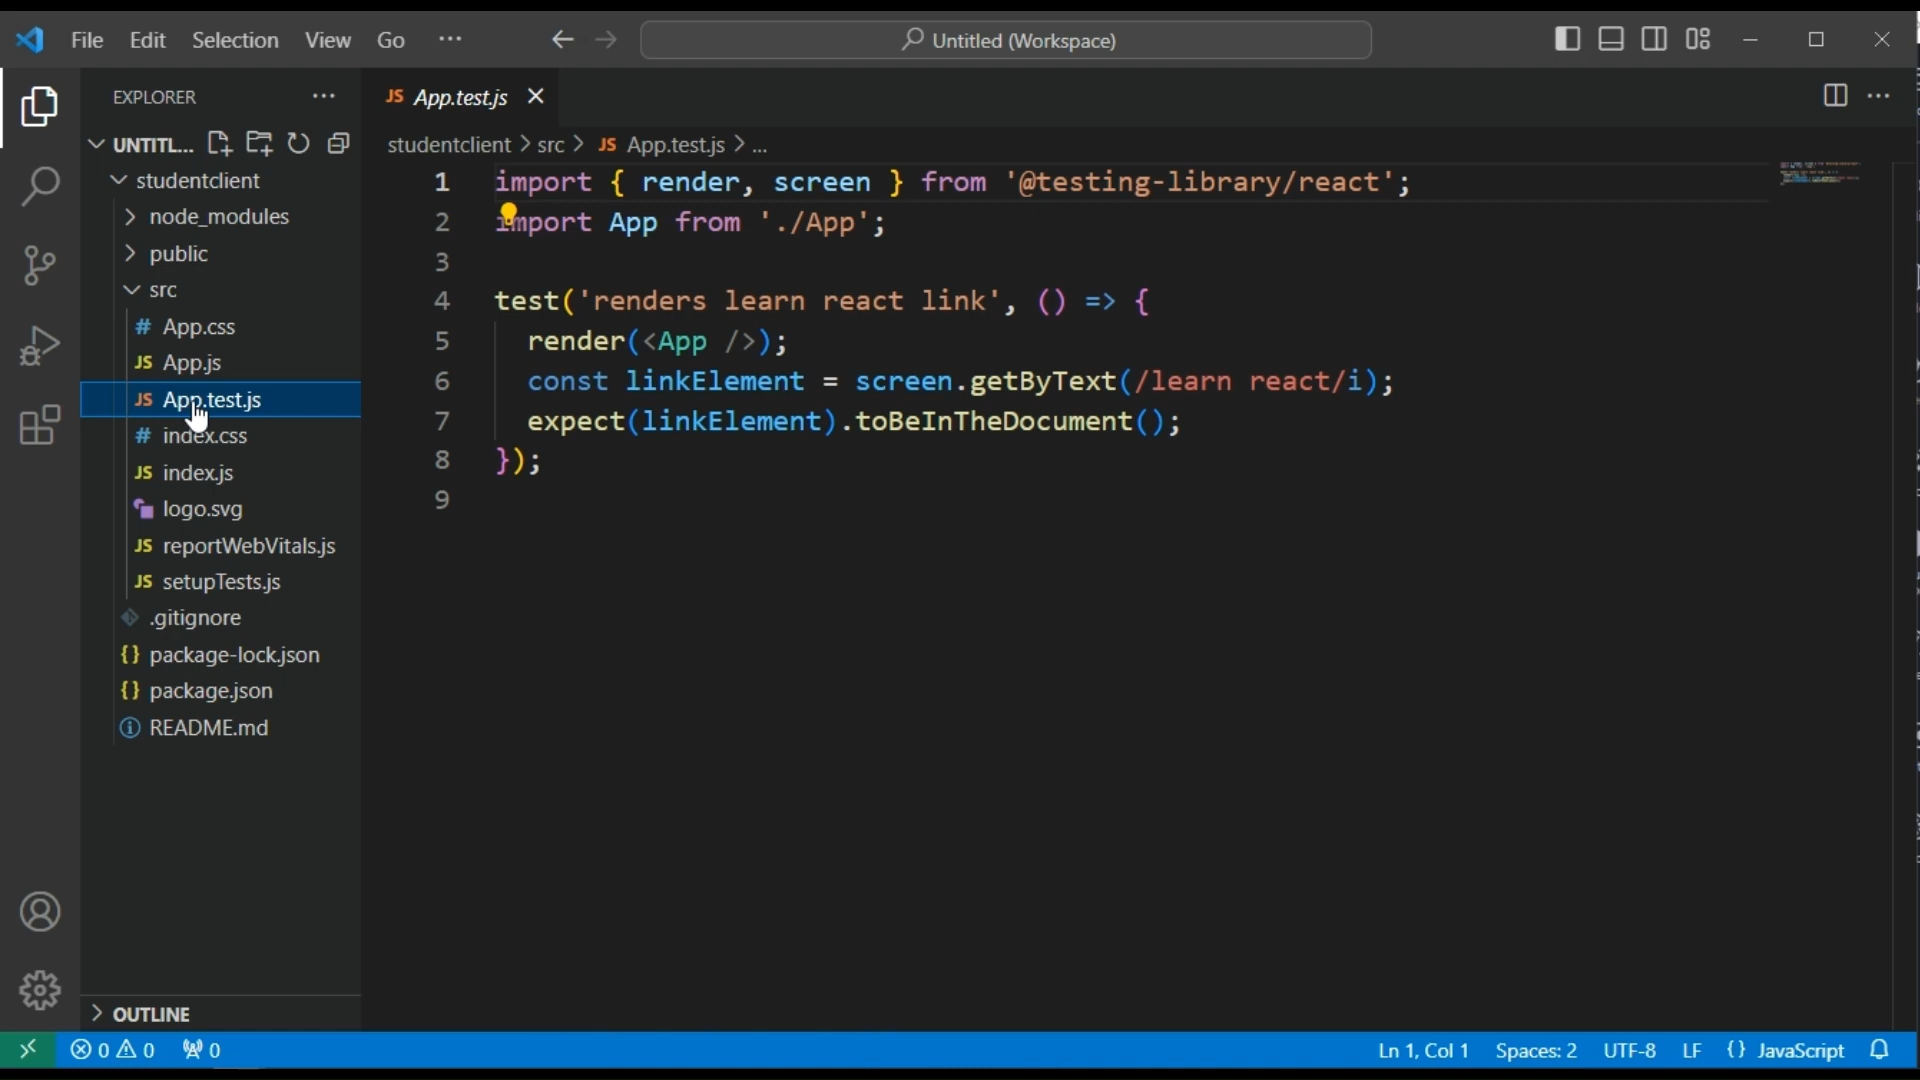 File Edit Selection View Go ...
Untitled (Workspace)
EXPLORER
UNTITL...
studentclient
node_modules
public
src
# App.css
JS App.js
JS App.test.js
# index.css
JS index.js
logo.svg
JS reportWebVitals.js
JS setupTests.js
.gitignore
{} package-lock.json
{} package.json
README.md
OUTLINE
JS App.test.js
studentclient > src > JS App.test.js > ...
1 import { render, screen } from '@testing-library/react';
2 import App from './App';
3
4 test('renders learn react link', () => {
5   render(<App />);
6   const linkElement = screen.getByText(/learn react/i);
7   expect(linkElement).toBeInTheDocument();
8 });
9
0 0 0 Ln 1, Col 1 Spaces: 2 UTF-8 LF {} JavaScript